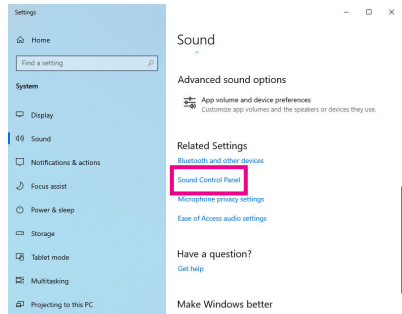 Settings
Home
Find a setting
System
Display
Sound
Notifications & actions
Focus assist
Power & sleep
Storage
Tablet mode
Multitasking
Projecting to this PC
Sound
Advanced sound options
App volume and device preferences
Customize app volumes and the speakers or devices they use.
Related Settings
Bluetooth and other devices
Sound Control Panel
Microphone privacy settings
Ease of Access audio settings
Have a question?
Get help
Make Windows better